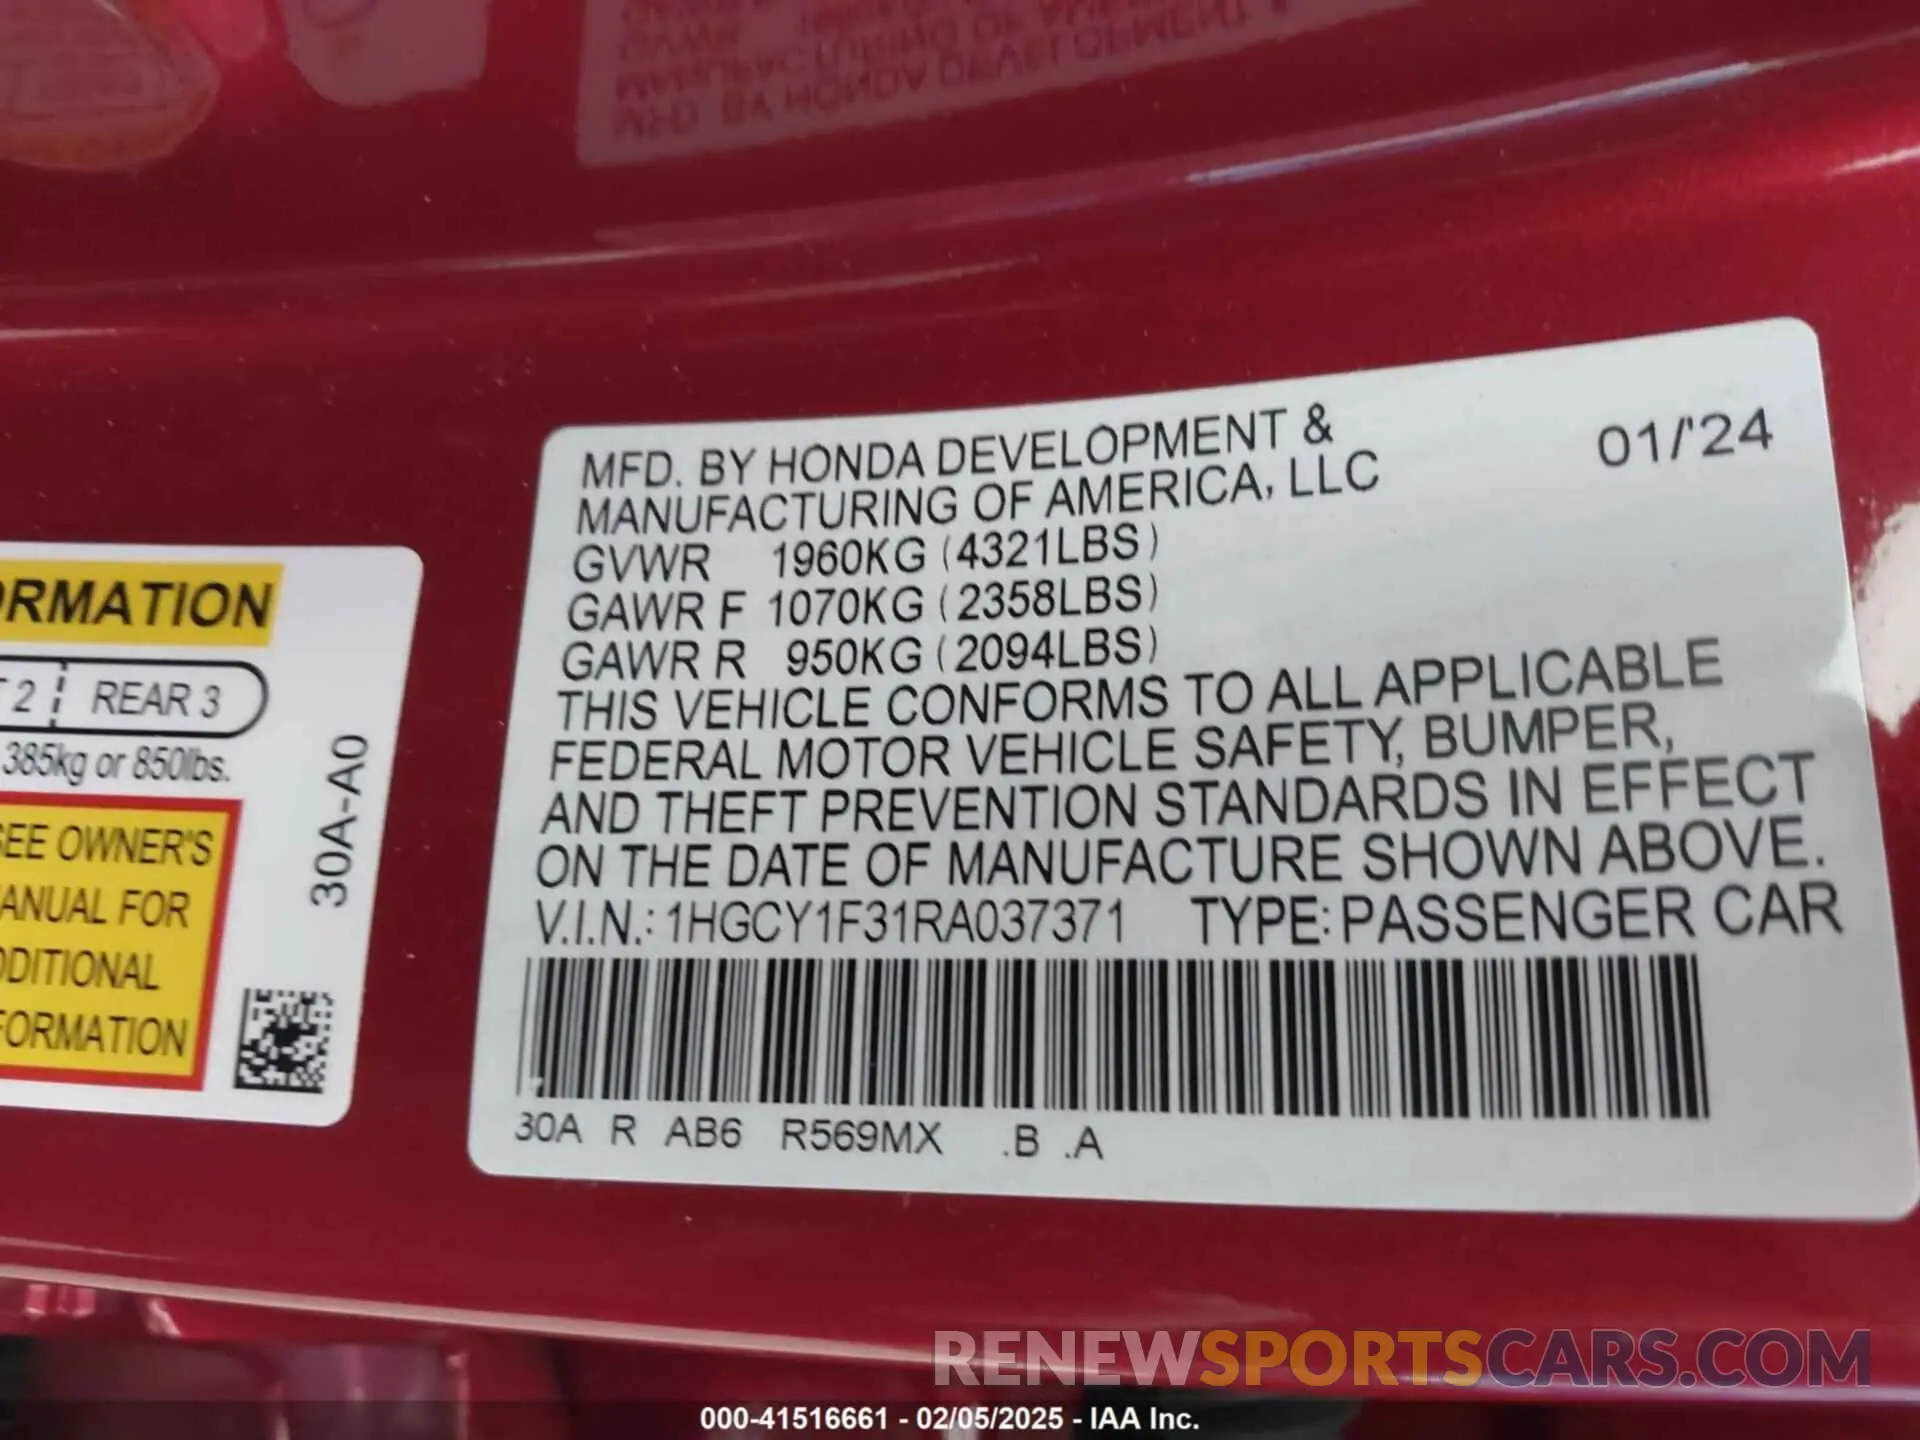 MFD. BY HONDA DEVELOPMENT &
MANUFACTURING OF AMERICA, LLC
01/'24
GVWR 1960KG (4321LBS)
GAWR F 1070KG (2358LBS)
GAWR R 950KG (2094LBS)
THIS VEHICLE CONFORMS TO ALL APPLICABLE
FEDERAL MOTOR VEHICLE SAFETY, BUMPER,
AND THEFT PREVENTION STANDARDS IN EFFECT
ON THE DATE OF MANUFACTURE SHOWN ABOVE.
V.I.N.: 1HGCY1F31RA037371 TYPE: PASSENGER CAR
30A R AB6 R569MX .B .A
ORMATION
2 REAR 3
385kg or 850lbs.
SEE OWNER'S
MANUAL FOR
DDITIONAL
FORMATION
30A-A0
RENEWSPORTSCARS.COM
000-41516661 - 02/05/2025 - IAA Inc.